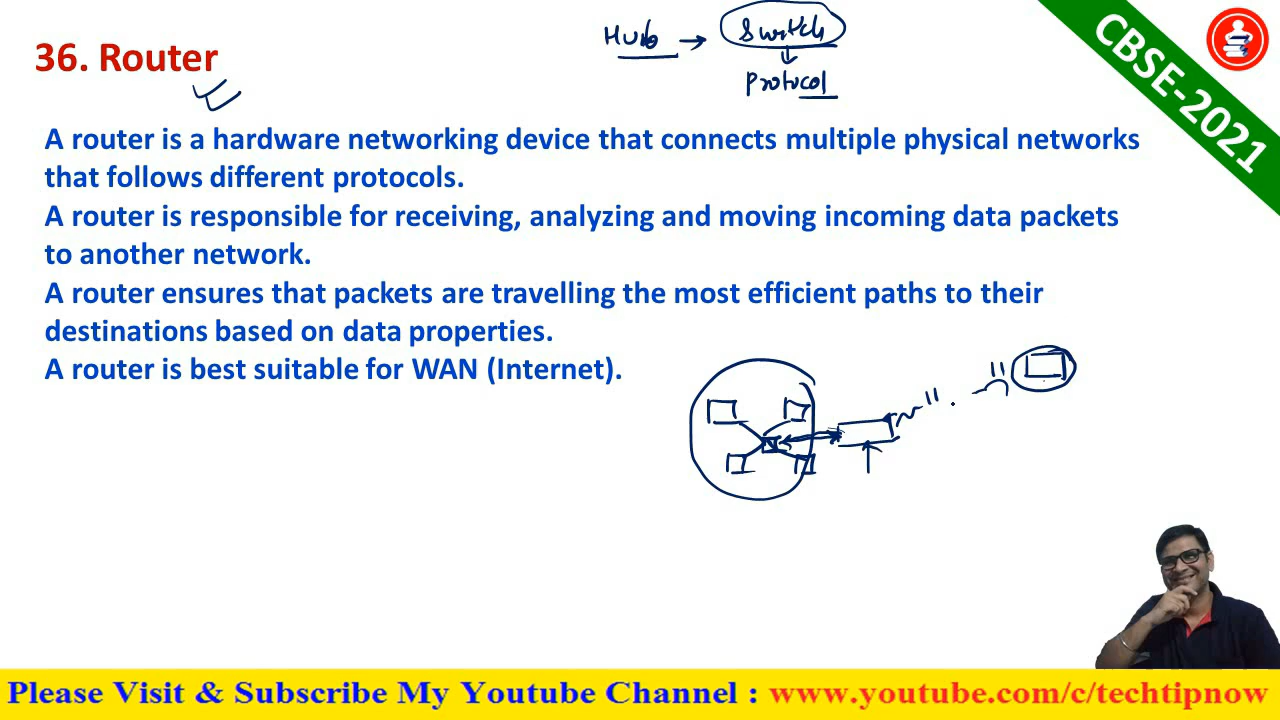 36. Router
Hub → Switch
Protocol
CBSE-2021
A router is a hardware networking device that connects multiple physical networks
that follows different protocols.
A router is responsible for receiving, analyzing and moving incoming data packets
to another network.
A router ensures that packets are travelling the most efficient paths to their
destinations based on data properties.
A router is best suitable for WAN (Internet).
Please Visit & Subscribe My Youtube Channel : www.youtube.com/c/techtipnow